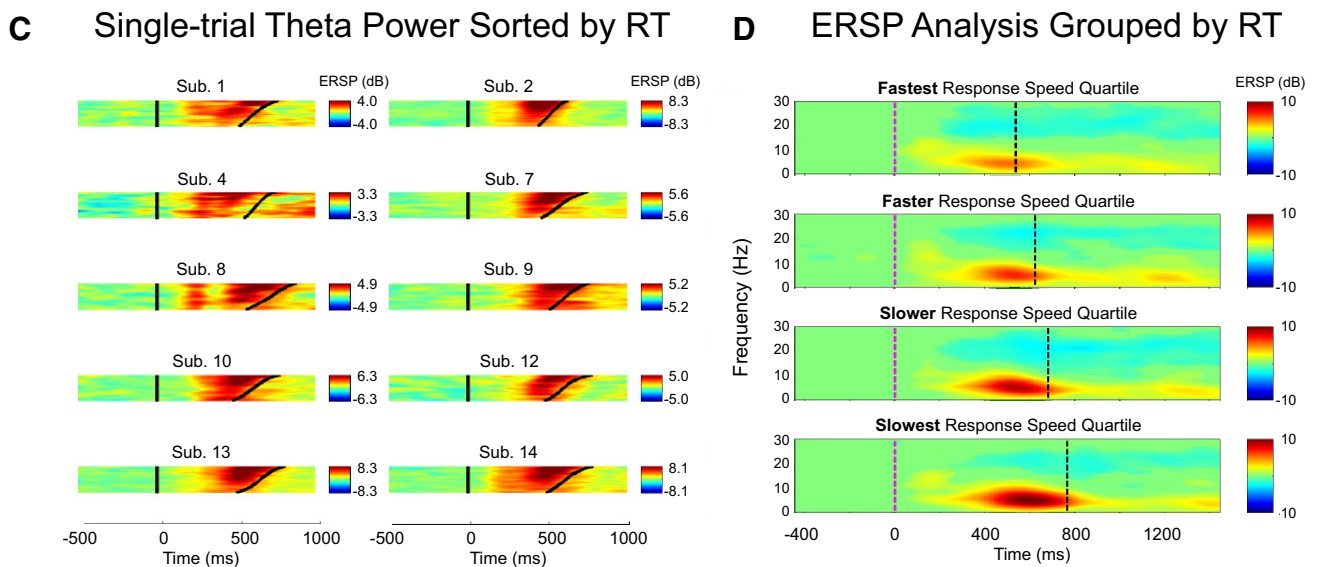 C Single-trial Theta Power Sorted by RT
Sub. 1
ERSP (dB)
4.0
-4.0
Sub. 2
ERSP (dB)
8.3
-8.3
Sub. 4
3.3
-3.3
Sub. 7
5.6
-5.6
Sub. 8
4.9
-4.9
Sub. 9
5.2
-5.2
Sub. 10
6.3
-6.3
Sub. 12
5.0
-5.0
Sub. 13
8.3
-8.3
Sub. 14
8.1
-8.1
-500 0 500 1000
Time (ms)
0 500 1000
Time (ms)
D ERSP Analysis Grouped by RT
ERSP (dB)
Frequency (Hz)
Fastest Response Speed Quartile
30
20
10
0
10
-10
Faster Response Speed Quartile
30
20
10
0
10
-10
Slower Response Speed Quartile
30
20
10
0
10
-10
Slowest Response Speed Quartile
30
20
10
0
10
-10
-400 0 400 800 1200
Time (ms)